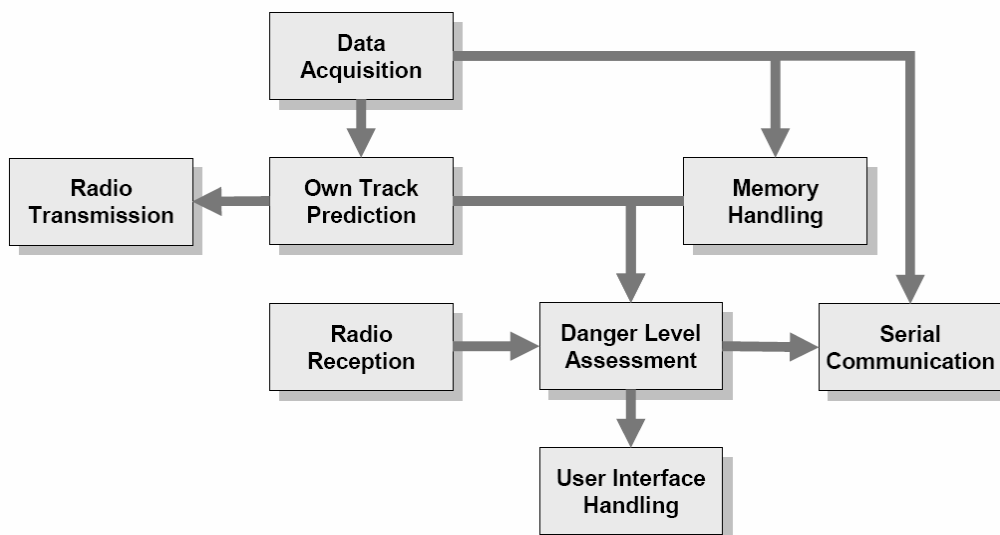 Data
Acquisition
Radio
Transmission
Own Track
Prediction
Memory
Handling
Radio
Reception
Danger Level
Assessment
Serial
Communication
User Interface
Handling